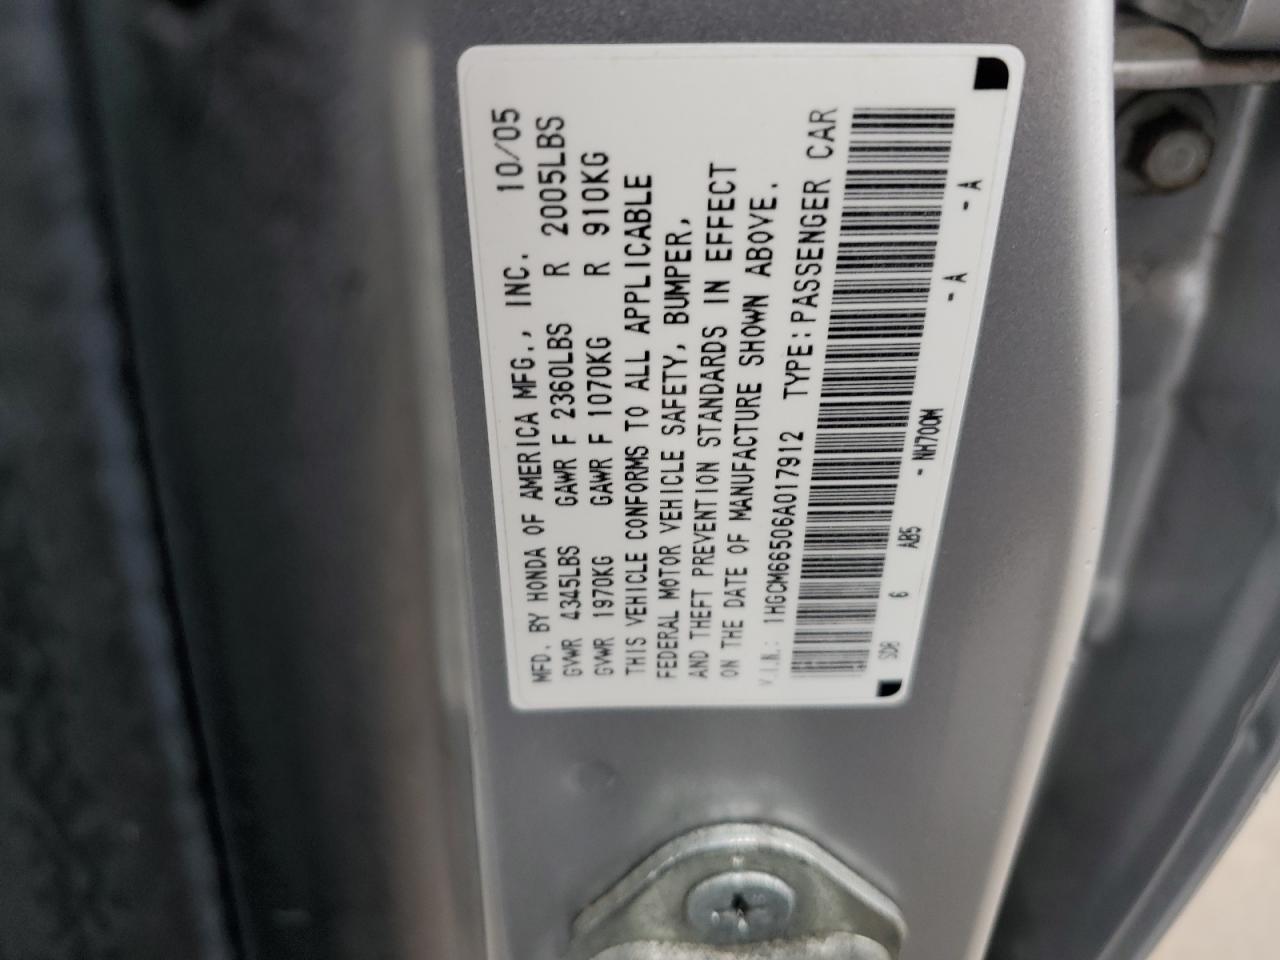 MFD. BY HONDA OF AMERICA MFG., INC. 10/05
GVWR 4345LBS GAWR F 2360LBS R 2005LBS
GVWR 1970KG GAWR F 1070KG R 910KG
THIS VEHICLE CONFORMS TO ALL APPLICABLE
FEDERAL MOTOR VEHICLE SAFETY, BUMPER,
AND THEFT PREVENTION STANDARDS IN EFFECT
ON THE DATE OF MANUFACTURE SHOWN ABOVE.
V.I.N.: 1HGCM66506A017912 TYPE:PASSENGER CAR
6 AB5 - NH700M - A - A
SDB